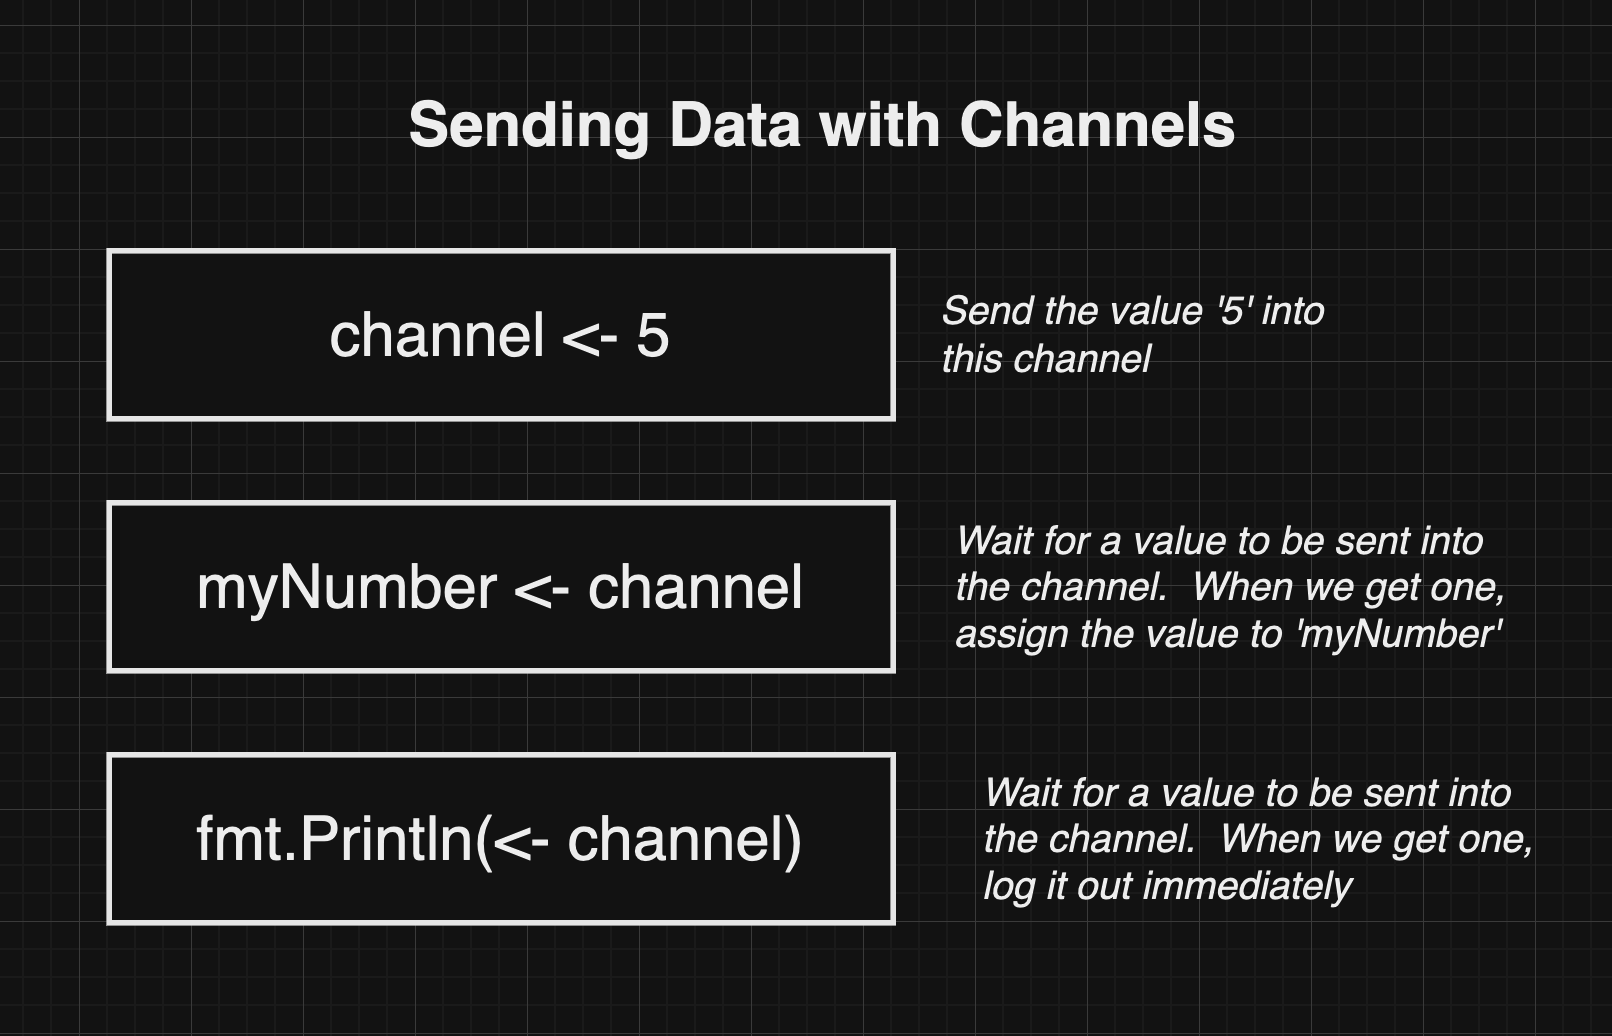 Sending Data with Channels
channel <- 5
Send the value '5' into
this channel
myNumber <- channel
Wait for a value to be sent into
the channel.  When we get one,
assign the value to 'myNumber'
fmt.Println(<- channel)
Wait for a value to be sent into
the channel.  When we get one,
log it out immediately